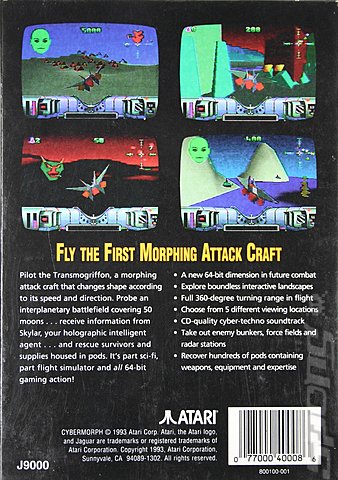 5000
200
A2 50
400
FLY THE FIRST MORPHING ATTACK CRAFT
Pilot the Transmogriffon, a morphing
attack craft that changes shape according
to its speed and direction. Probe an
interplanetary battlefield covering 50
moons . . . receive information from
Skylar, your holographic intelligent
agent . . . and rescue survivors and
supplies housed in pods. It's part sci-fi,
part flight simulator and all 64-bit
gaming action!
• A new 64-bit dimension in future combat
• Explore boundless interactive landscapes
• Full 360-degree turning range in flight
• Choose from 5 different viewing locations
• CD-quality cyber-techno soundtrack
• Take out enemy bunkers, force fields and
radar stations
• Recover hundreds of pods containing
weapons, equipment and expertise
ATARI
CYBERMORPH © 1993 Atari Corp. Atari, the Atari logo,
and Jaguar are trademarks or registered trademarks
of Atari Corporation. Copyright 1993, Atari Corporation,
Sunnyvale, CA 94089-1302. All rights reserved.
J9000
0 77000 40008 6
800100-001